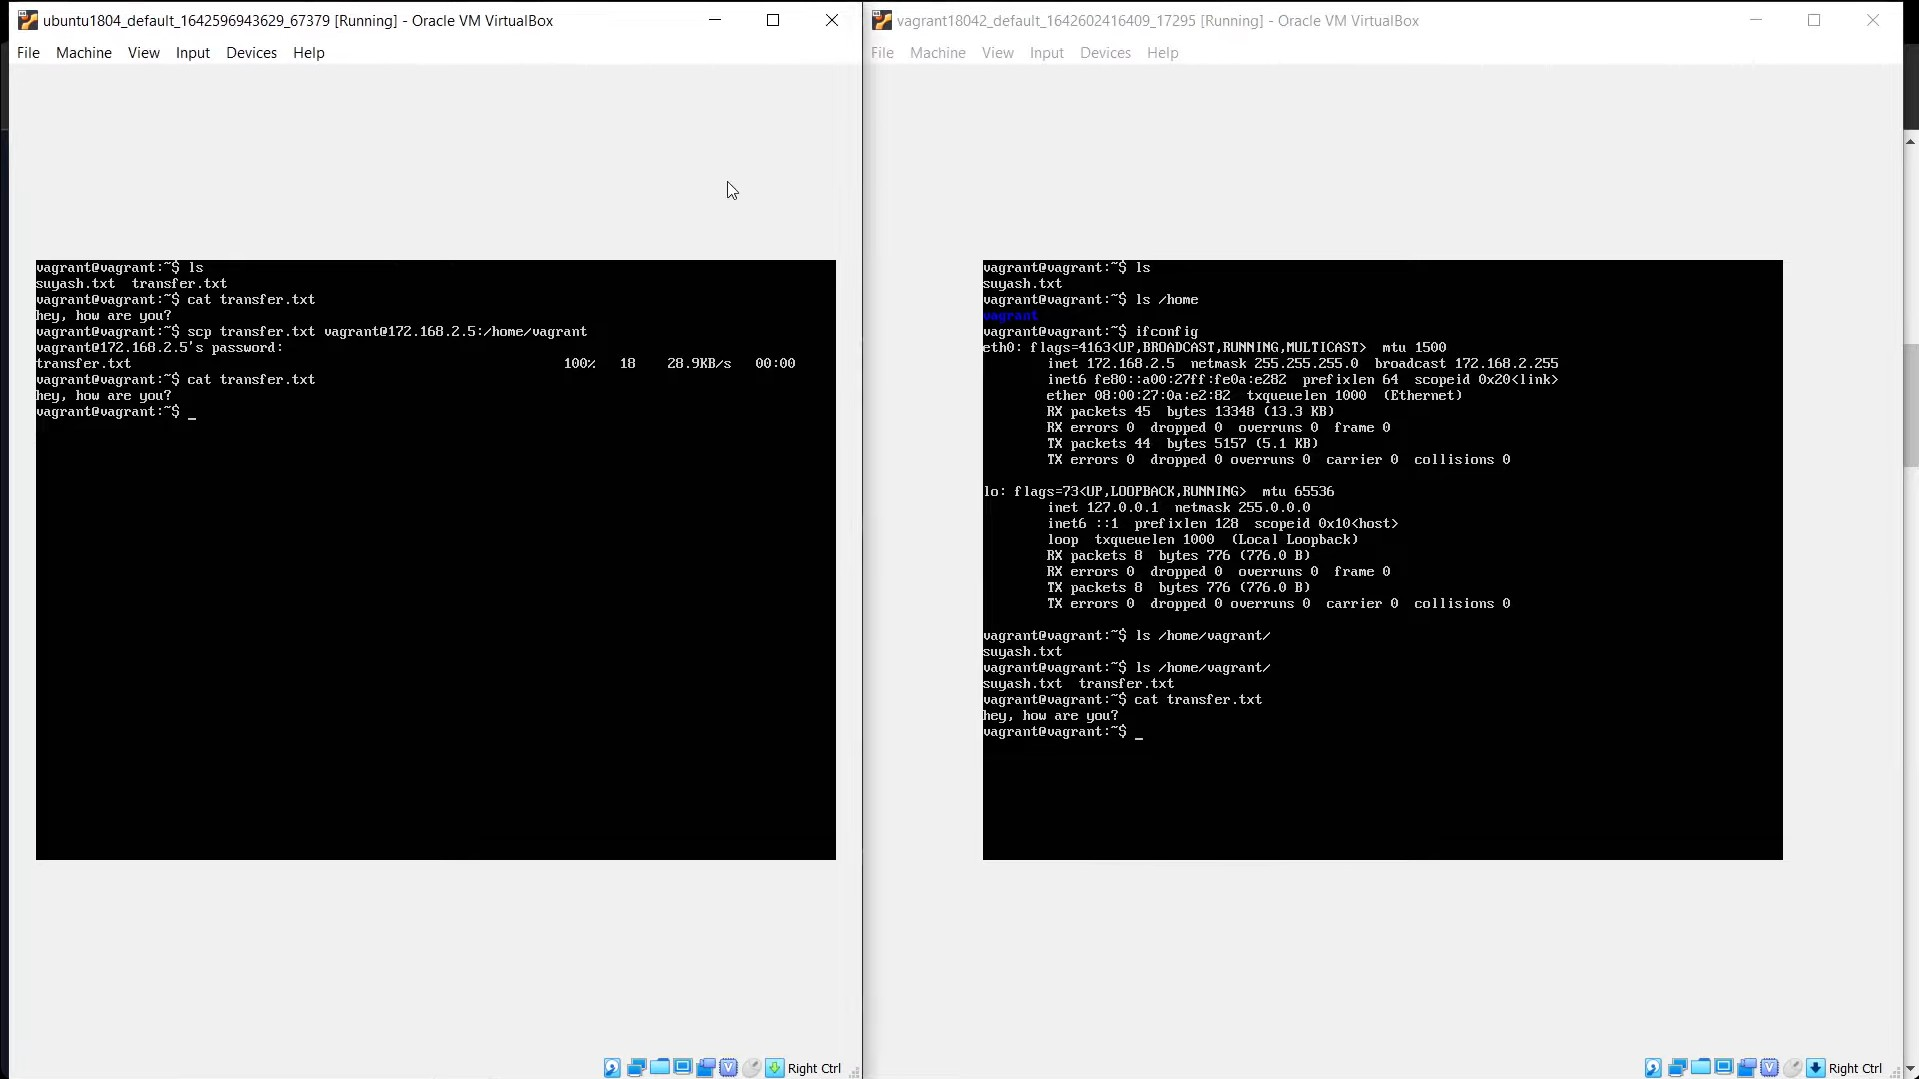 ubuntu1804_default_1642596943629_67379 [Running] - Oracle VM VirtualBox
File Machine View Input Devices Help
vagrant@vagrant:~$ ls
suyash.txt  transfer.txt
vagrant@vagrant:~$ cat transfer.txt
hey, how are you?
vagrant@vagrant:~$ scp transfer.txt vagrant@172.168.2.5:/home/vagrant
vagrant@172.168.2.5's password:
transfer.txt 100% 18 28.9KB/s 00:00
vagrant@vagrant:~$ cat transfer.txt
hey, how are you?
vagrant@vagrant:~$ _
Right Ctrl
vagrant18042_default_1642602416409_17295 [Running] - Oracle VM VirtualBox
File Machine View Input Devices Help
vagrant@vagrant:~$ ls
suyash.txt
vagrant@vagrant:~$ ls /home
vagrant
vagrant@vagrant:~$ ifconfig
eth0: flags=4163<UP,BROADCAST,RUNNING,MULTICAST>  mtu 1500
inet 172.168.2.5  netmask 255.255.255.0  broadcast 172.168.2.255
inet6 fe80::a00:27ff:fe0a:e282  prefixlen 64  scopeid 0x20<link>
ether 08:00:27:0a:e2:82  txqueuelen 1000  (Ethernet)
RX packets 45  bytes 13348 (13.3 KB)
RX errors 0  dropped 0  overruns 0  frame 0
TX packets 44  bytes 5157 (5.1 KB)
TX errors 0  dropped 0 overruns 0  carrier 0  collisions 0
lo: flags=73<UP,LOOPBACK,RUNNING>  mtu 65536
inet 127.0.0.1  netmask 255.0.0.0
inet6 ::1  prefixlen 128  scopeid 0x10<host>
loop  txqueuelen 1000  (Local Loopback)
RX packets 8  bytes 776 (776.0 B)
RX errors 0  dropped 0  overruns 0  frame 0
TX packets 8  bytes 776 (776.0 B)
TX errors 0  dropped 0 overruns 0  carrier 0  collisions 0
vagrant@vagrant:~$ ls /home/vagrant/
suyash.txt
vagrant@vagrant:~$ ls /home/vagrant/
suyash.txt  transfer.txt
vagrant@vagrant:~$ cat transfer.txt
hey, how are you?
vagrant@vagrant:~$ _
Right Ctrl